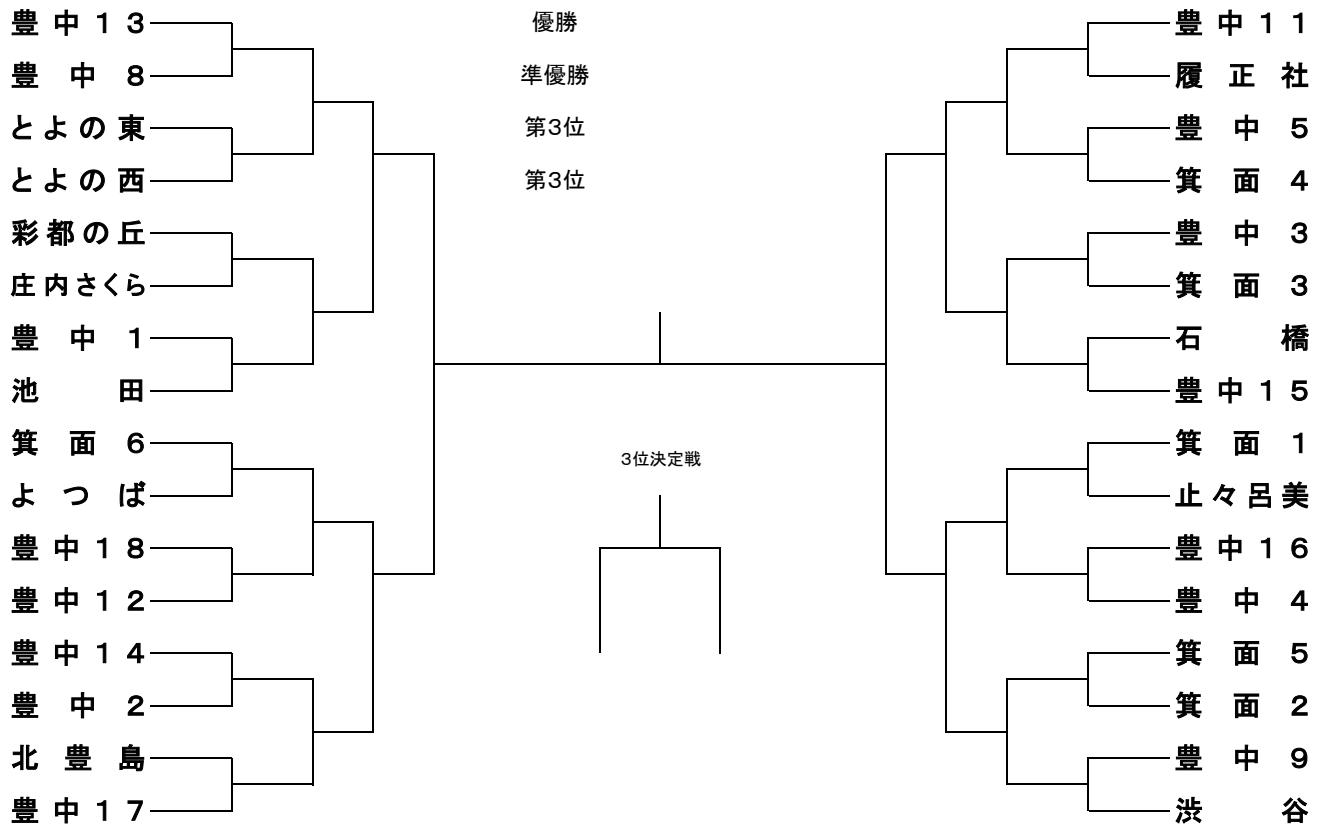 豊中13
豊中8
とよの東
とよの西
彩都の丘
庄内さくら
豊中1
池田
箕面6
よつば
豊中18
豊中12
豊中14
豊中2
北豊島
豊中17
優勝
準優勝
第3位
第3位
3位決定戦
豊中11
履正社
豊中5
箕面4
豊中3
箕面3
石橋
豊中15
箕面1
止々呂美
豊中16
豊中4
箕面5
箕面2
豊中9
渋谷